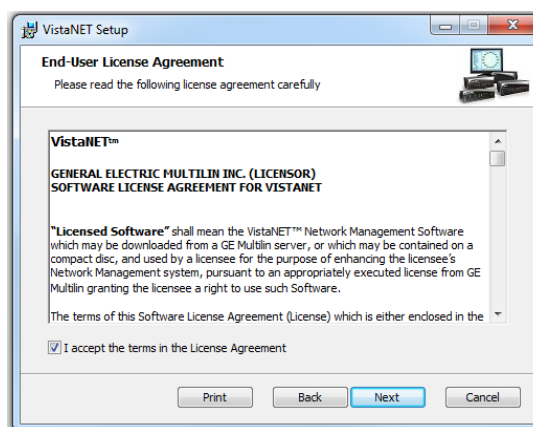 VistaNET Setup
End-User License Agreement
Please read the following license agreement carefully
VistaNET™
GENERAL ELECTRIC MULTILIN INC. (LICENSOR)
SOFTWARE LICENSE AGREEMENT FOR VISTANET
"Licensed Software" shall mean the VistaNET™ Network Management Software
which may be downloaded from a GE Multilin server, or which may be contained on a
compact disc, and used by a licensee for the purpose of enhancing the licensee's
Network Management system, pursuant to an appropriately executed license from GE
Multilin granting the licensee a right to use such Software.
The terms of this Software License Agreement (License) which is either enclosed in the
I accept the terms in the License Agreement
Print Back Next Cancel